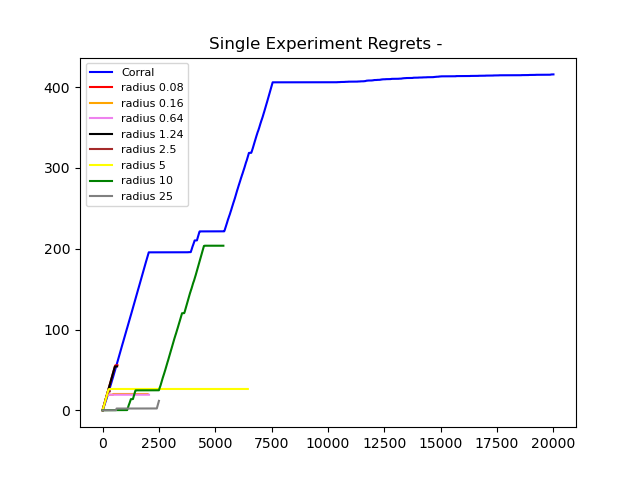 Single Experiment Regrets -
Corral
radius 0.08
radius 0.16
radius 0.64
radius 1.24
radius 2.5
radius 5
radius 10
radius 25
400
300
200
100
0
0 2500 5000 7500 10000 12500 15000 17500 20000